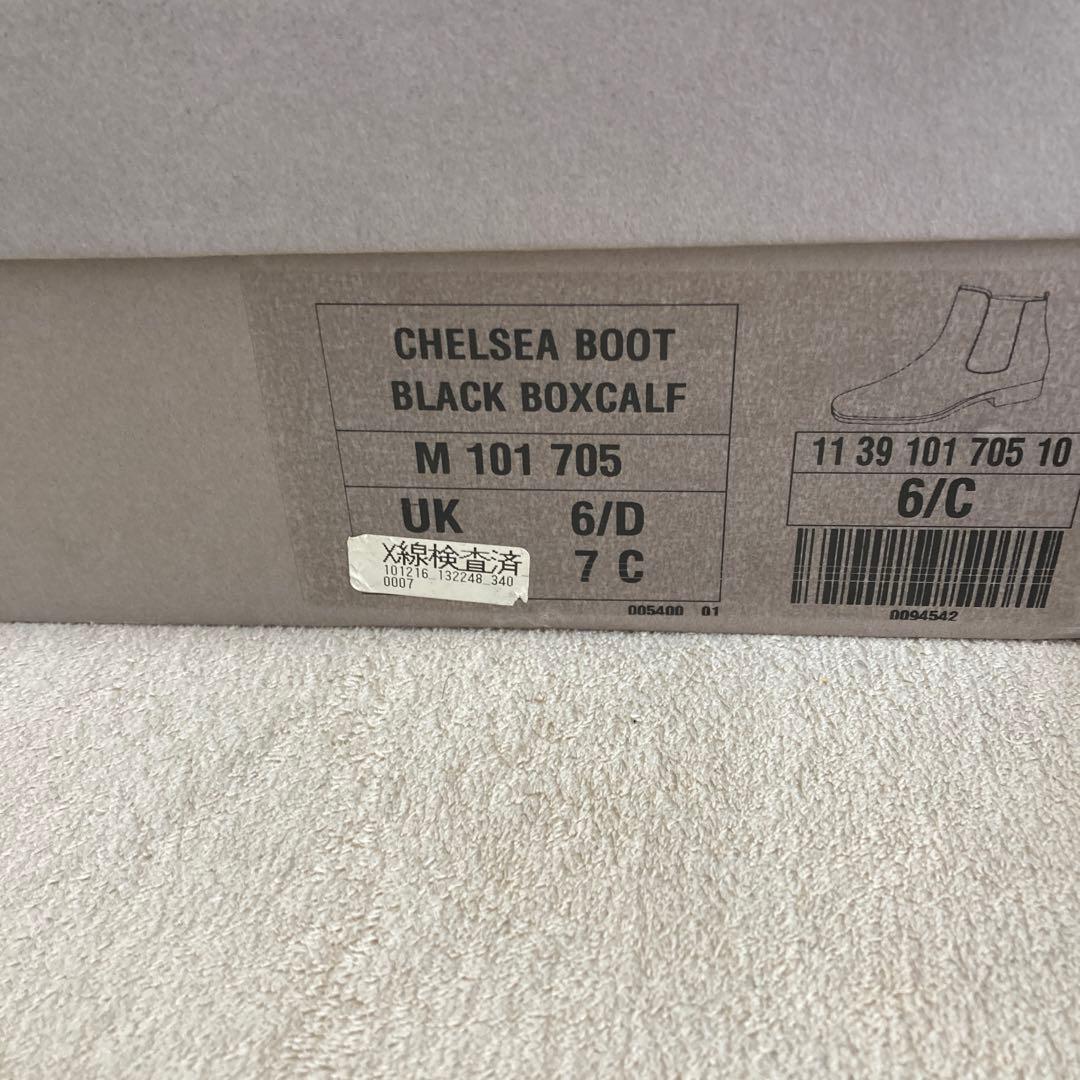 CHELSEA BOOT
BLACK BOXCALF
M 101 705
UK 6/D
7 C
X線検査済
101216 132248 340
0007
005400 01
11 39 101 705 10
6/C
0094542